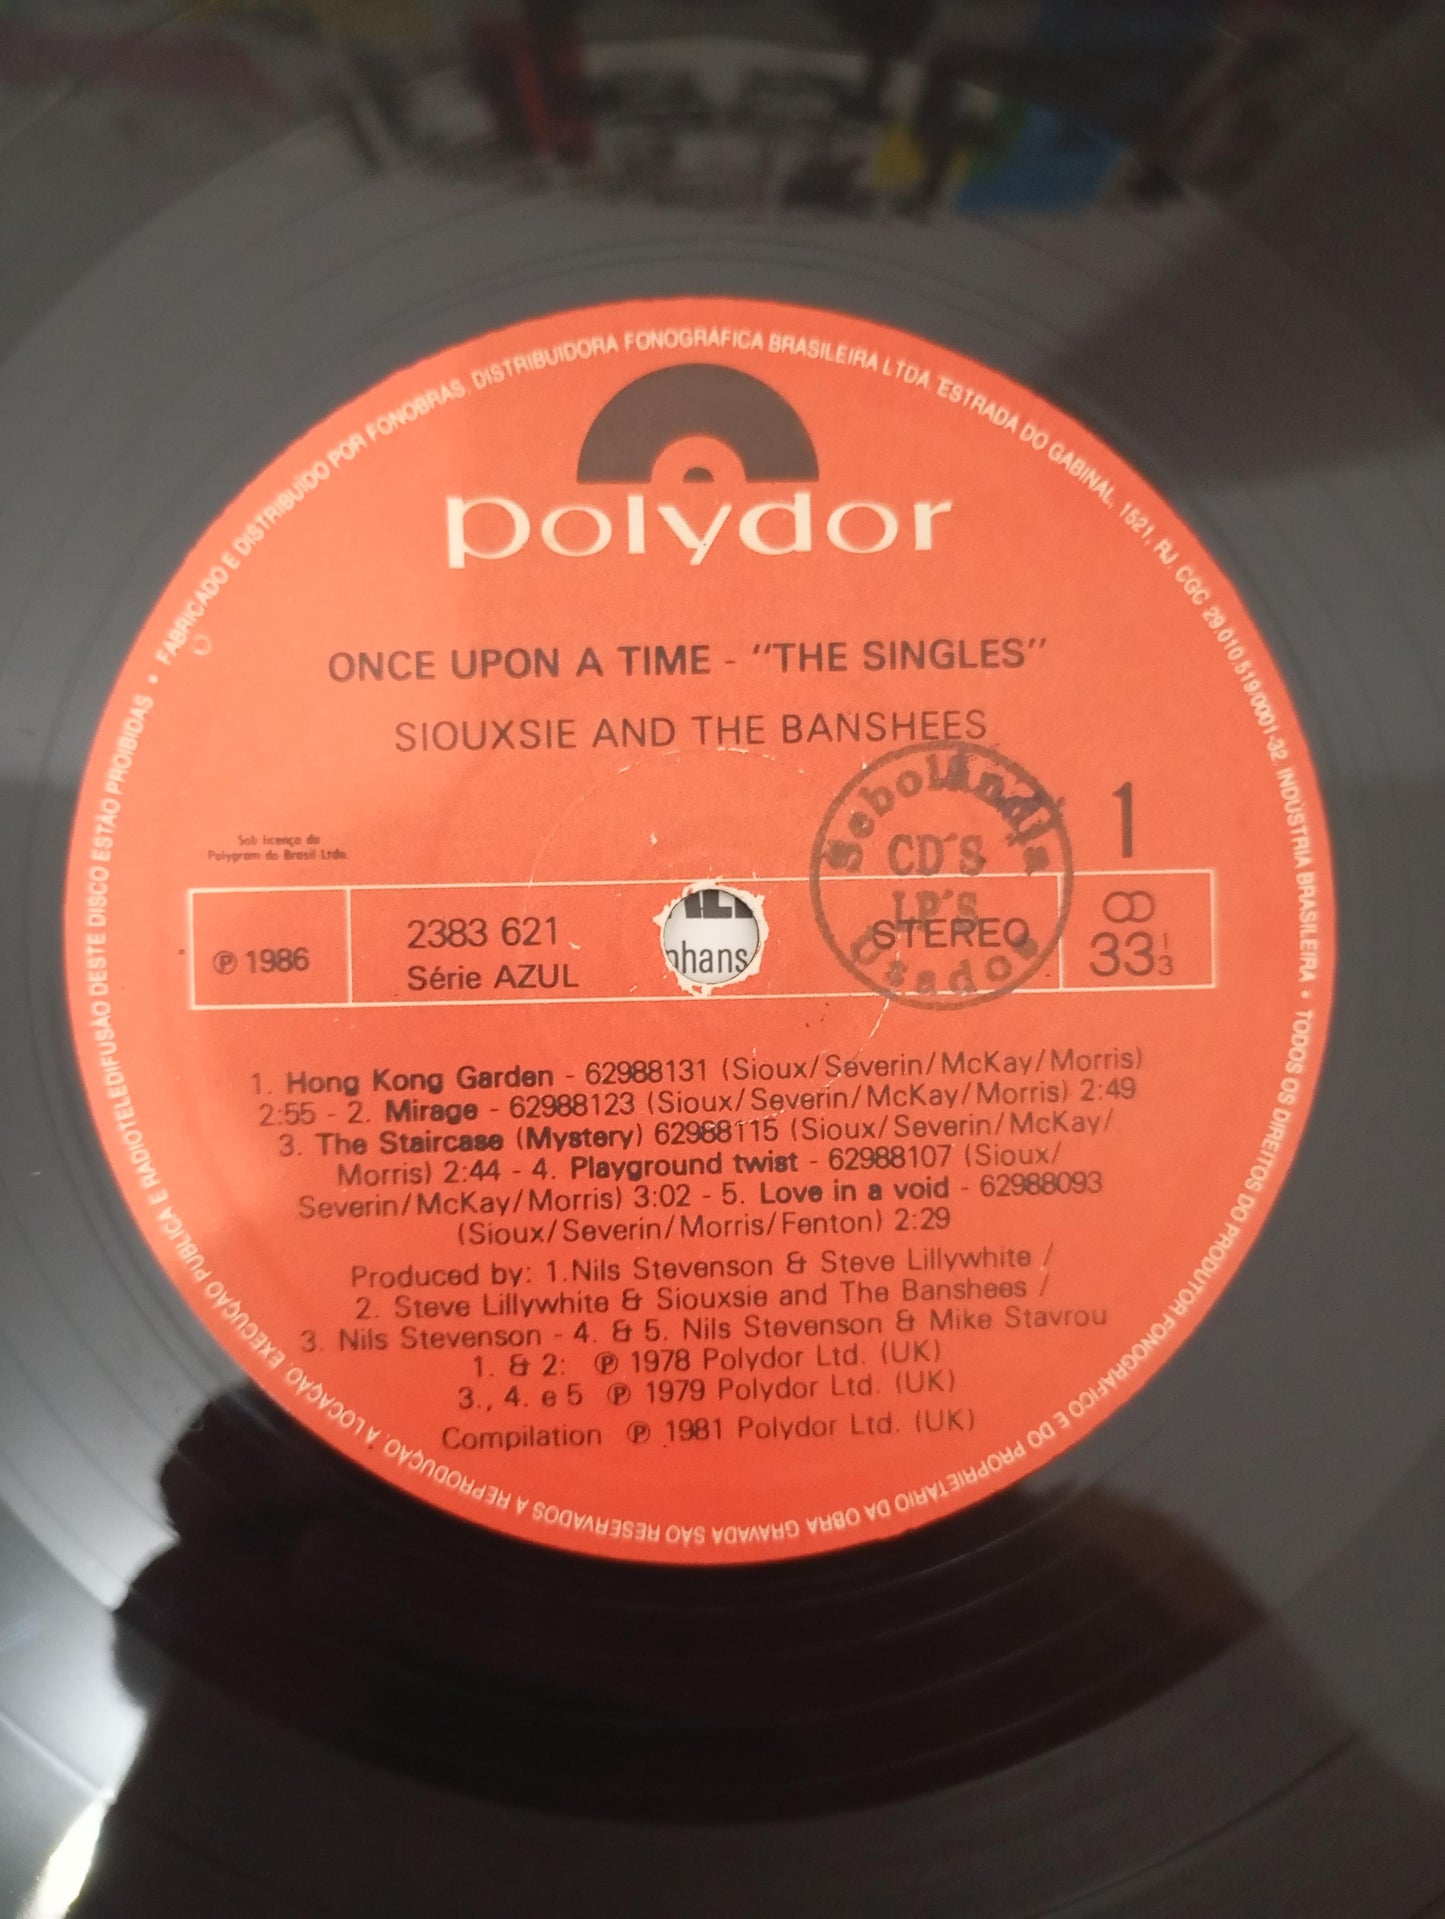 FABRICADO E DISTRIBUIDO POR FONOBRAS. DISTRIBUIDORA FONOGRÁFICA BRASILEIRA LTDA. ESTRADA DO GABINAL, 1521, RJ. CGC 29.010.519/0001-32. INDÚSTRIA BRASILEIRA • TODOS OS DIREITOS DO PRODUTOR FONOGRÁFICO E DO PROPRIETÁRIO DA OBRA GRAVADA SÃO RESERVADOS A REPRODUÇÃO, A LOCAÇÃO, EXECUÇÃO PÚBLICA E RADIOTELEDIFUSÃO DESTE DISCO ESTÃO PROIBIDAS •
polydor
ONCE UPON A TIME - "THE SINGLES"
SIOUXSIE AND THE BANSHEES
Sebolândia
CD´S
LP´S
Usados
1
Sob licença da
Polygram do Brasil Ltda.
℗ 1986
2383 621
Série AZUL
phans
STEREO
33 1/3
1. Hong Kong Garden - 62988131 (Sioux/Severin/McKay/Morris)
2:55 - 2. Mirage - 62988123 (Sioux/Severin/McKay/Morris) 2:49
3. The Staircase (Mystery) 62988115 (Sioux/Severin/McKay/
Morris) 2:44 - 4. Playground twist - 62988107 (Sioux/
Severin/McKay/Morris) 3:02 - 5. Love in a void - 62988093
(Sioux/Severin/Morris/Fenton) 2:29
Produced by: 1.Nils Stevenson & Steve Lillywhite /
2. Steve Lillywhite & Siouxsie and The Banshees /
3. Nils Stevenson - 4. & 5. Nils Stevenson & Mike Stavrou
1. & 2: ℗ 1978 Polydor Ltd. (UK)
3., 4. e 5 ℗ 1979 Polydor Ltd. (UK)
Compilation ℗ 1981 Polydor Ltd. (UK)